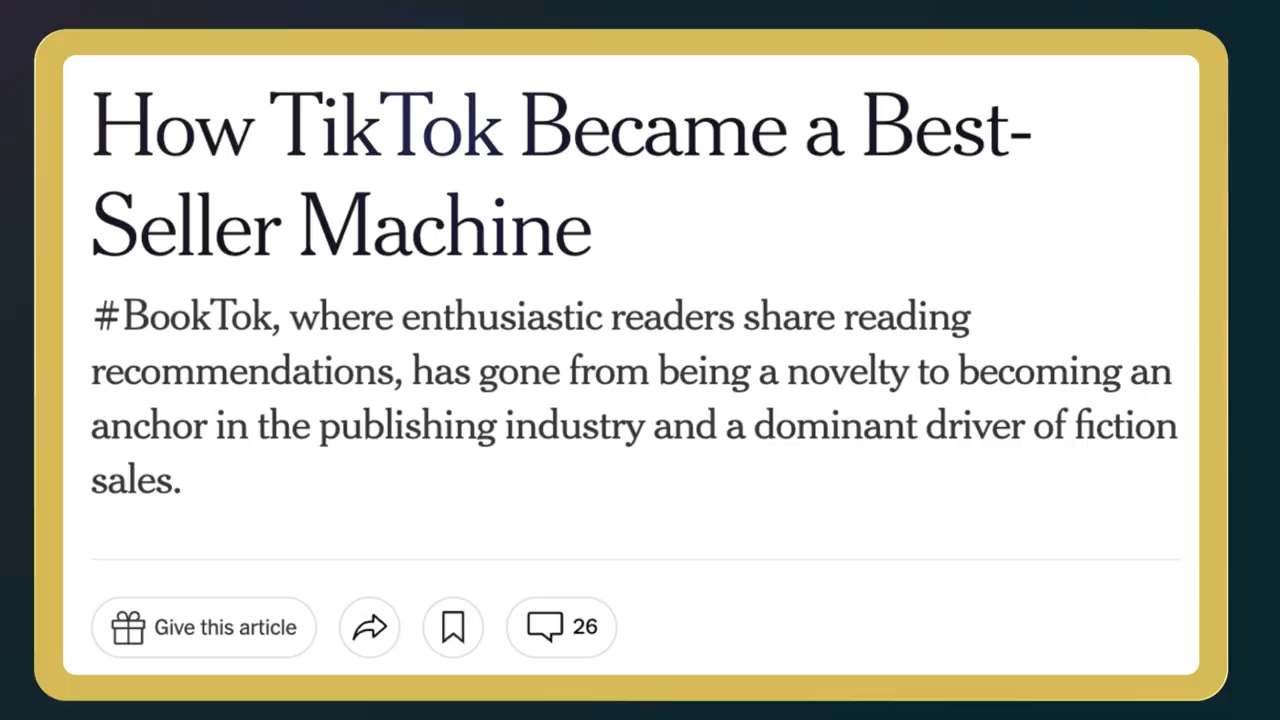 How TikTok Became a Best-
Seller Machine
#BookTok, where enthusiastic readers share reading
recommendations, has gone from being a novelty to becoming an
anchor in the publishing industry and a dominant driver of fiction
sales.
Give this article
26